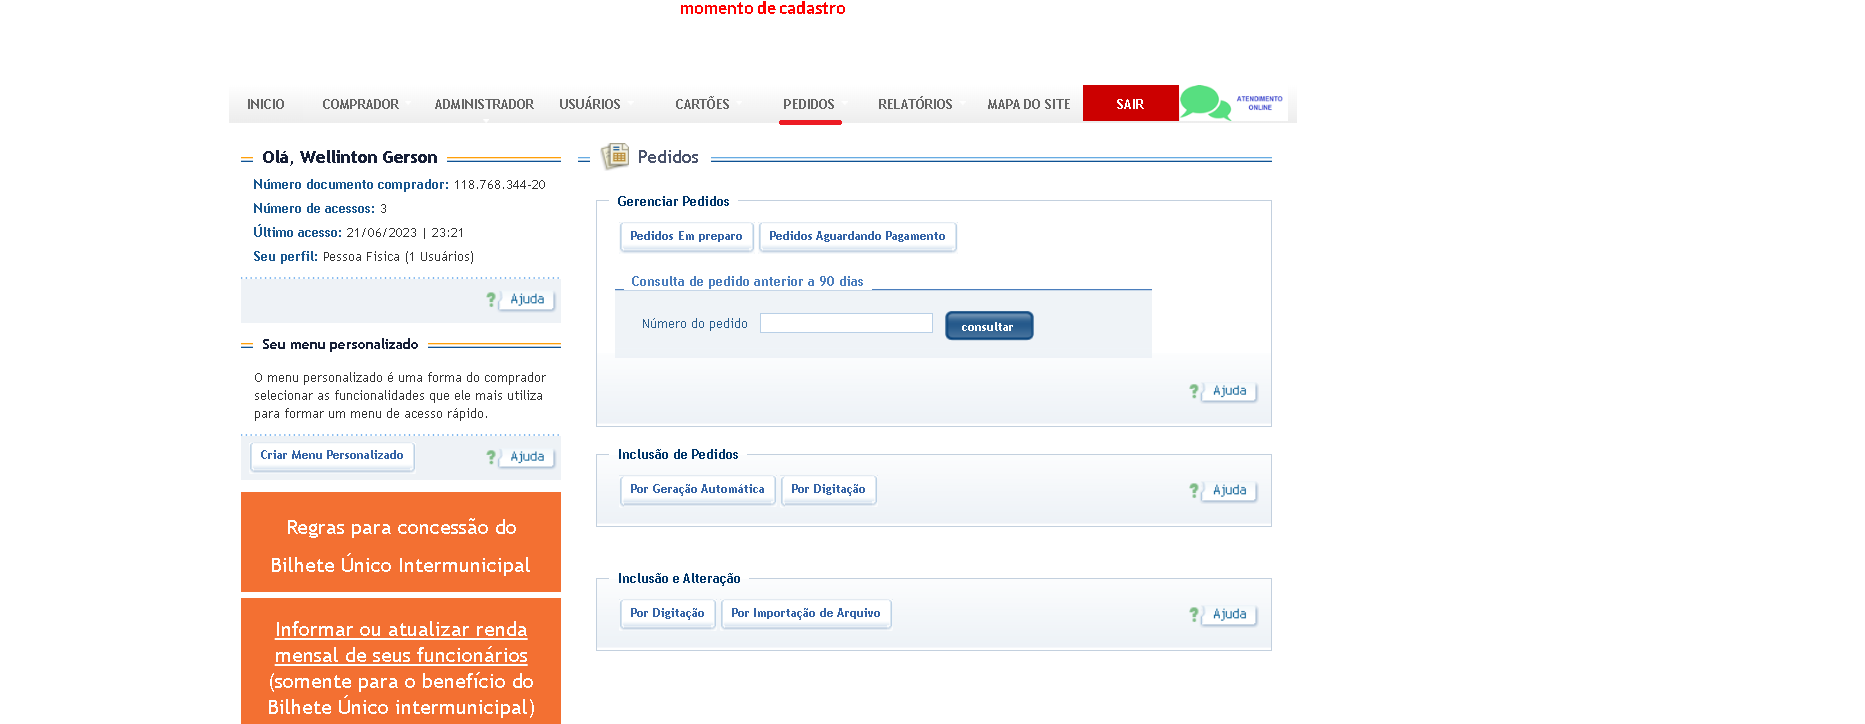 momento de cadastro
INICIO COMPRADOR ADMINISTRADOR USUÁRIOS CARTÕES PEDIDOS RELATÓRIOS MAPA DO SITE SAIR
ATENDIMENTO
ONLINE
Olá, Wellinton Gerson
Número documento comprador: 118.768.344-20
Número de acessos: 3
Último acesso: 21/06/2023 | 23:21
Seu perfil: Pessoa Fisica (1 Usuários)
? Ajuda
Seu menu personalizado
O menu personalizado é uma forma do comprador
selecionar as funcionalidades que ele mais utiliza
para formar um menu de acesso rápido.
Criar Menu Personalizado
? Ajuda
Regras para concessão do
Bilhete Único Intermunicipal
Informar ou atualizar renda
mensal de seus funcionários
(somente para o benefício do
Bilhete Único intermunicipal)
Pedidos
Gerenciar Pedidos
Pedidos Em preparo Pedidos Aguardando Pagamento
Consulta de pedido anterior a 90 dias
Número do pedido consultar
? Ajuda
Inclusão de Pedidos
Por Geração Automática Por Digitação
? Ajuda
Inclusão e Alteração
Por Digitação Por Importação de Arquivo
? Ajuda